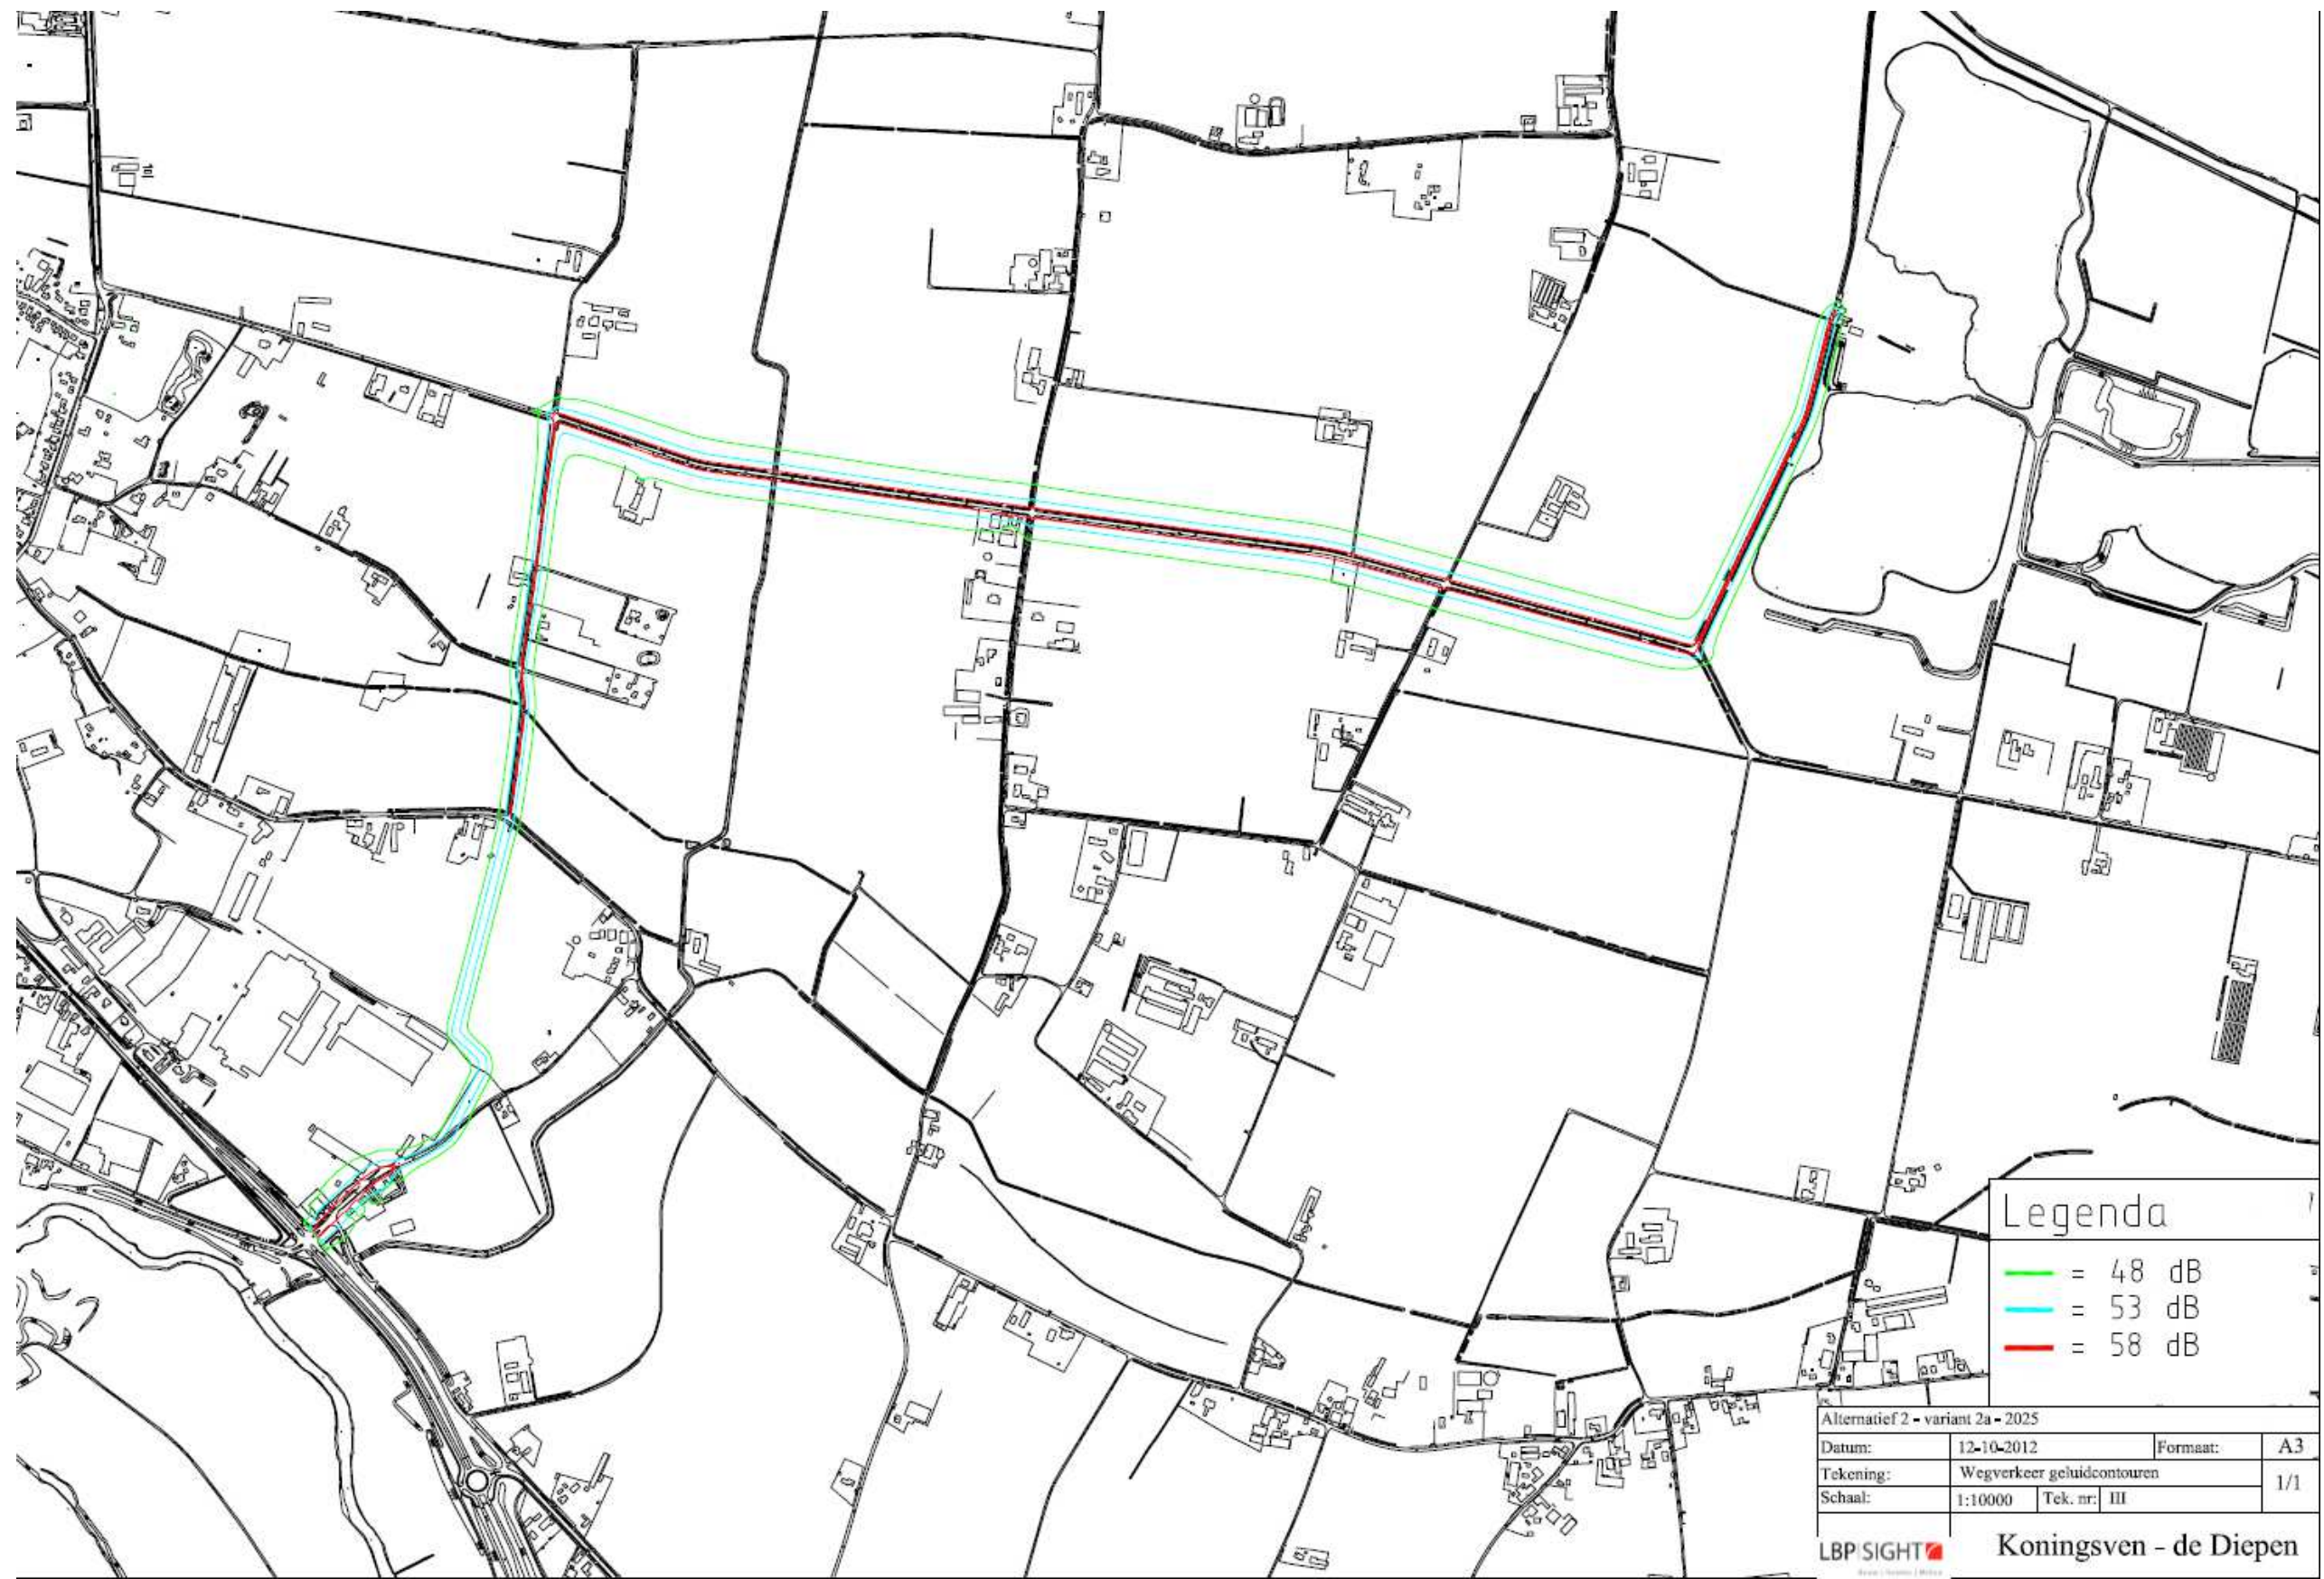 Legenda
= 48 dB
= 53 dB
= 58 dB
Alternatief 2 - variant 2a - 2025
Datum: 12-10-2012 Formaat: A3
Tekening: Wegverkeer geluidcontouren 1/1
Schaal: 1:10000 Tek. nr: III
LBP|SIGHT Koningsven - de Diepen